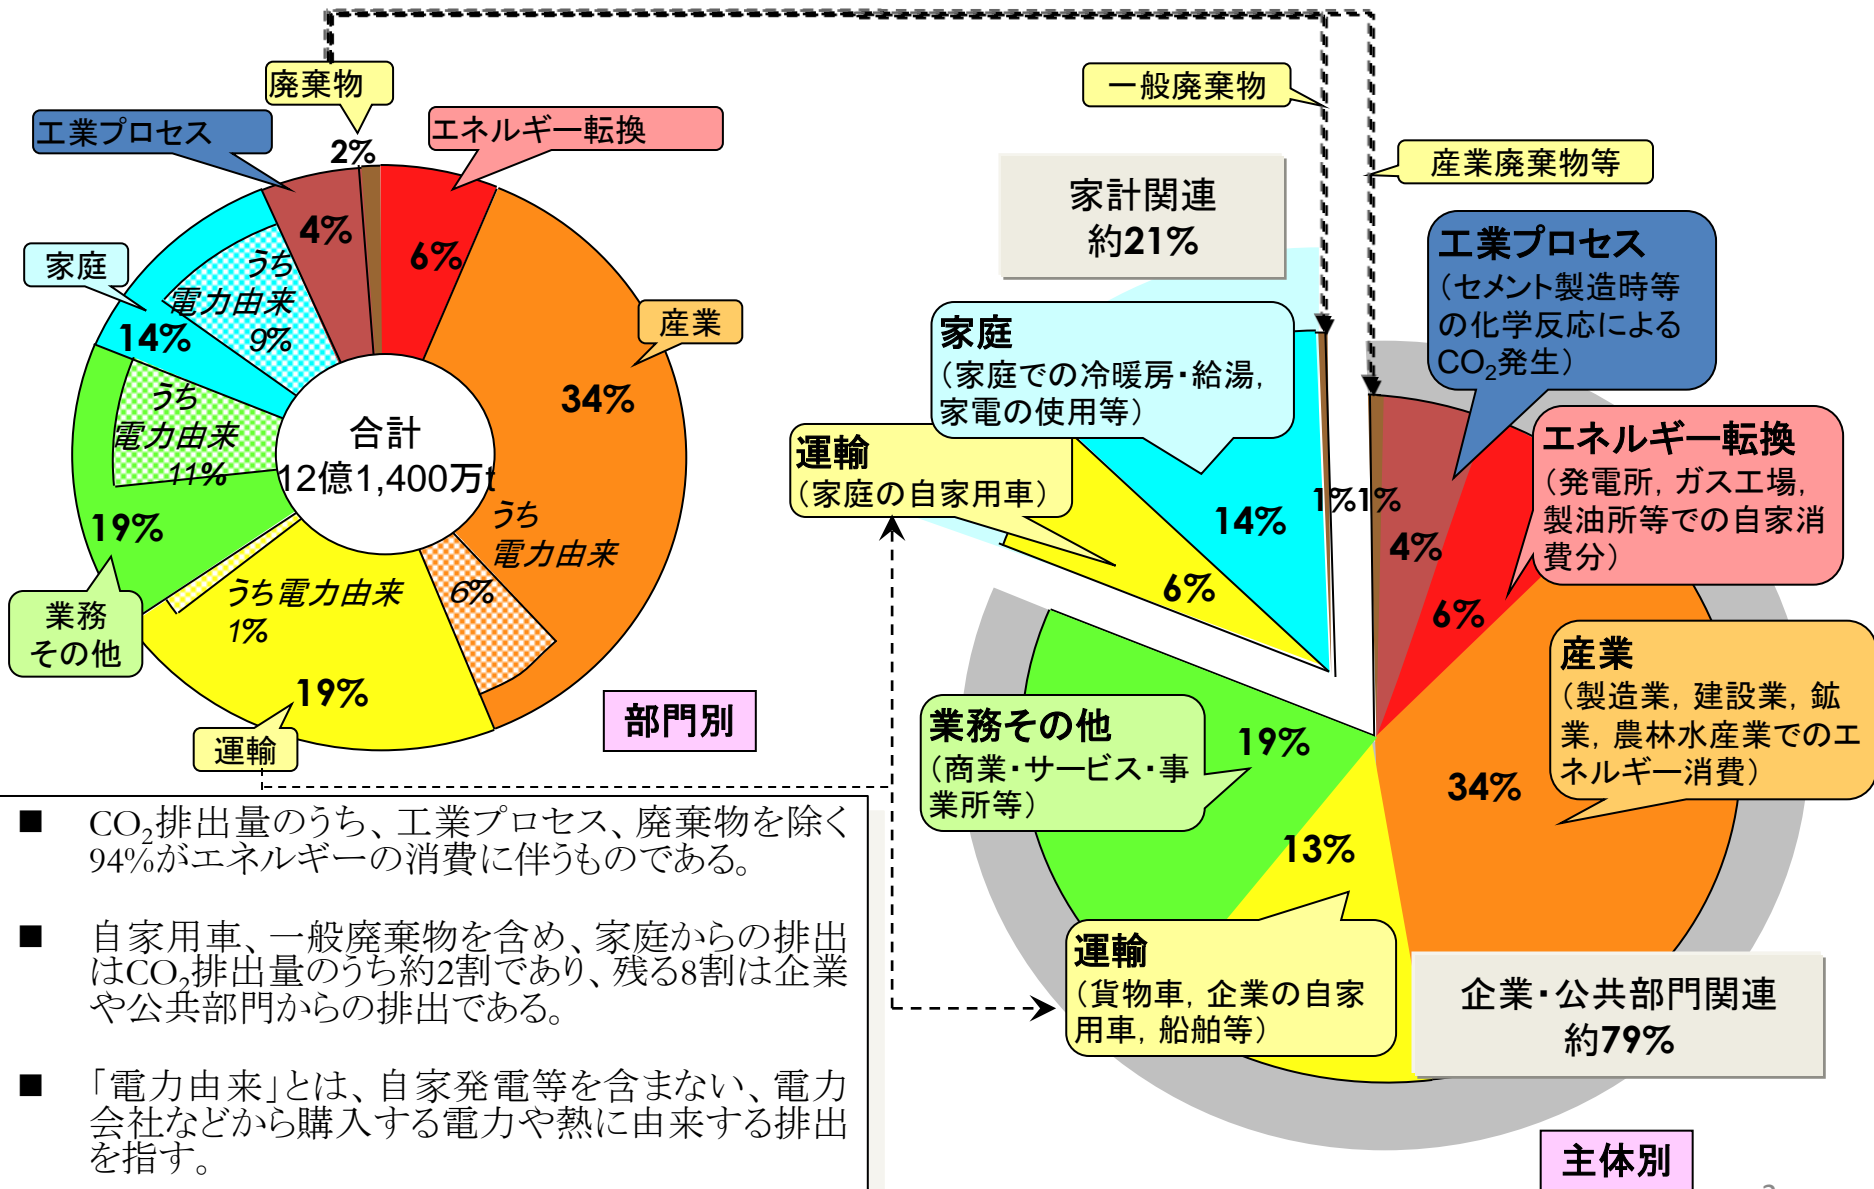 廃棄物
工業プロセス
エネルギー転換
2%
4%
6%
家庭
うち
電力由来
9%
14%
産業
34%
うち
電力由来
11%
合計
12億1,400万t
19%
うち
電力由来
6%
うち電力由来
1%
業務
その他
19%
運輸
部門別
一般廃棄物
産業廃棄物等
家計関連
約21%
工業プロセス
（セメント製造時等
の化学反応による
CO₂発生）
家庭
（家庭での冷暖房・給湯,
家電の使用等）
運輸
（家庭の自家用車）
エネルギー転換
（発電所, ガス工場,
製油所等での自家消
費分）
1%
1%
14%
4%
6%
6%
産業
（製造業, 建設業, 鉱
業, 農林水産業でのエ
ネルギー消費）
業務その他
（商業・サービス・事
業所等）
19%
34%
13%
運輸
（貨物車, 企業の自家
用車, 船舶等）
企業・公共部門関連
約79%
主体別
■ CO₂排出量のうち、工業プロセス、廃棄物を除く
94%がエネルギーの消費に伴うものである。
■ 自家用車、一般廃棄物を含め、家庭からの排出
はCO₂排出量のうち約2割であり、残る8割は企業
や公共部門からの排出である。
■ 「電力由来」とは、自家発電等を含まない、電力
会社などから購入する電力や熱に由来する排出
を指す。